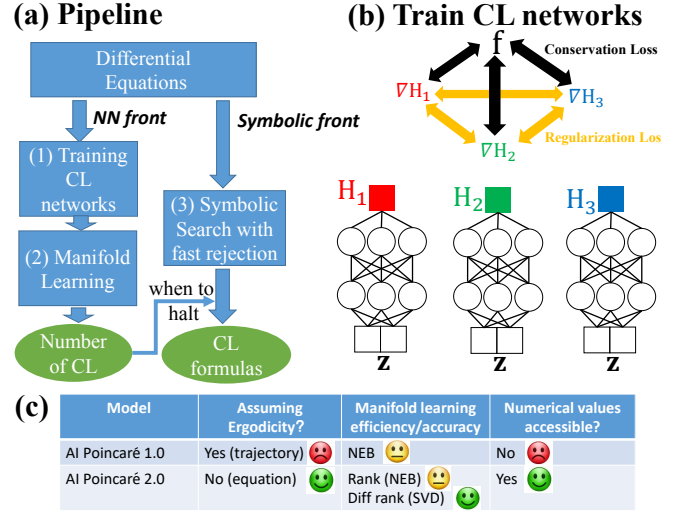 (a) Pipeline
Differential
Equations
NN front
Symbolic front
(1) Training
CL
networks
(2) Manifold
Learning
(3) Symbolic
Search with
fast rejection
when to
halt
Number
of CL
CL
formulas
(b) Train CL networks
f
Conservation Loss
∇H₁
∇H₃
∇H₂
Regularization Los
H₁
H₂
H₃
z
z
z
(c)
Model
Assuming
Ergodicity?
Manifold learning
efficiency/accuracy
Numerical values
accessible?
AI Poincaré 1.0
Yes (trajectory)
NEB
No
AI Poincaré 2.0
No (equation)
Rank (NEB)
Diff rank (SVD)
Yes